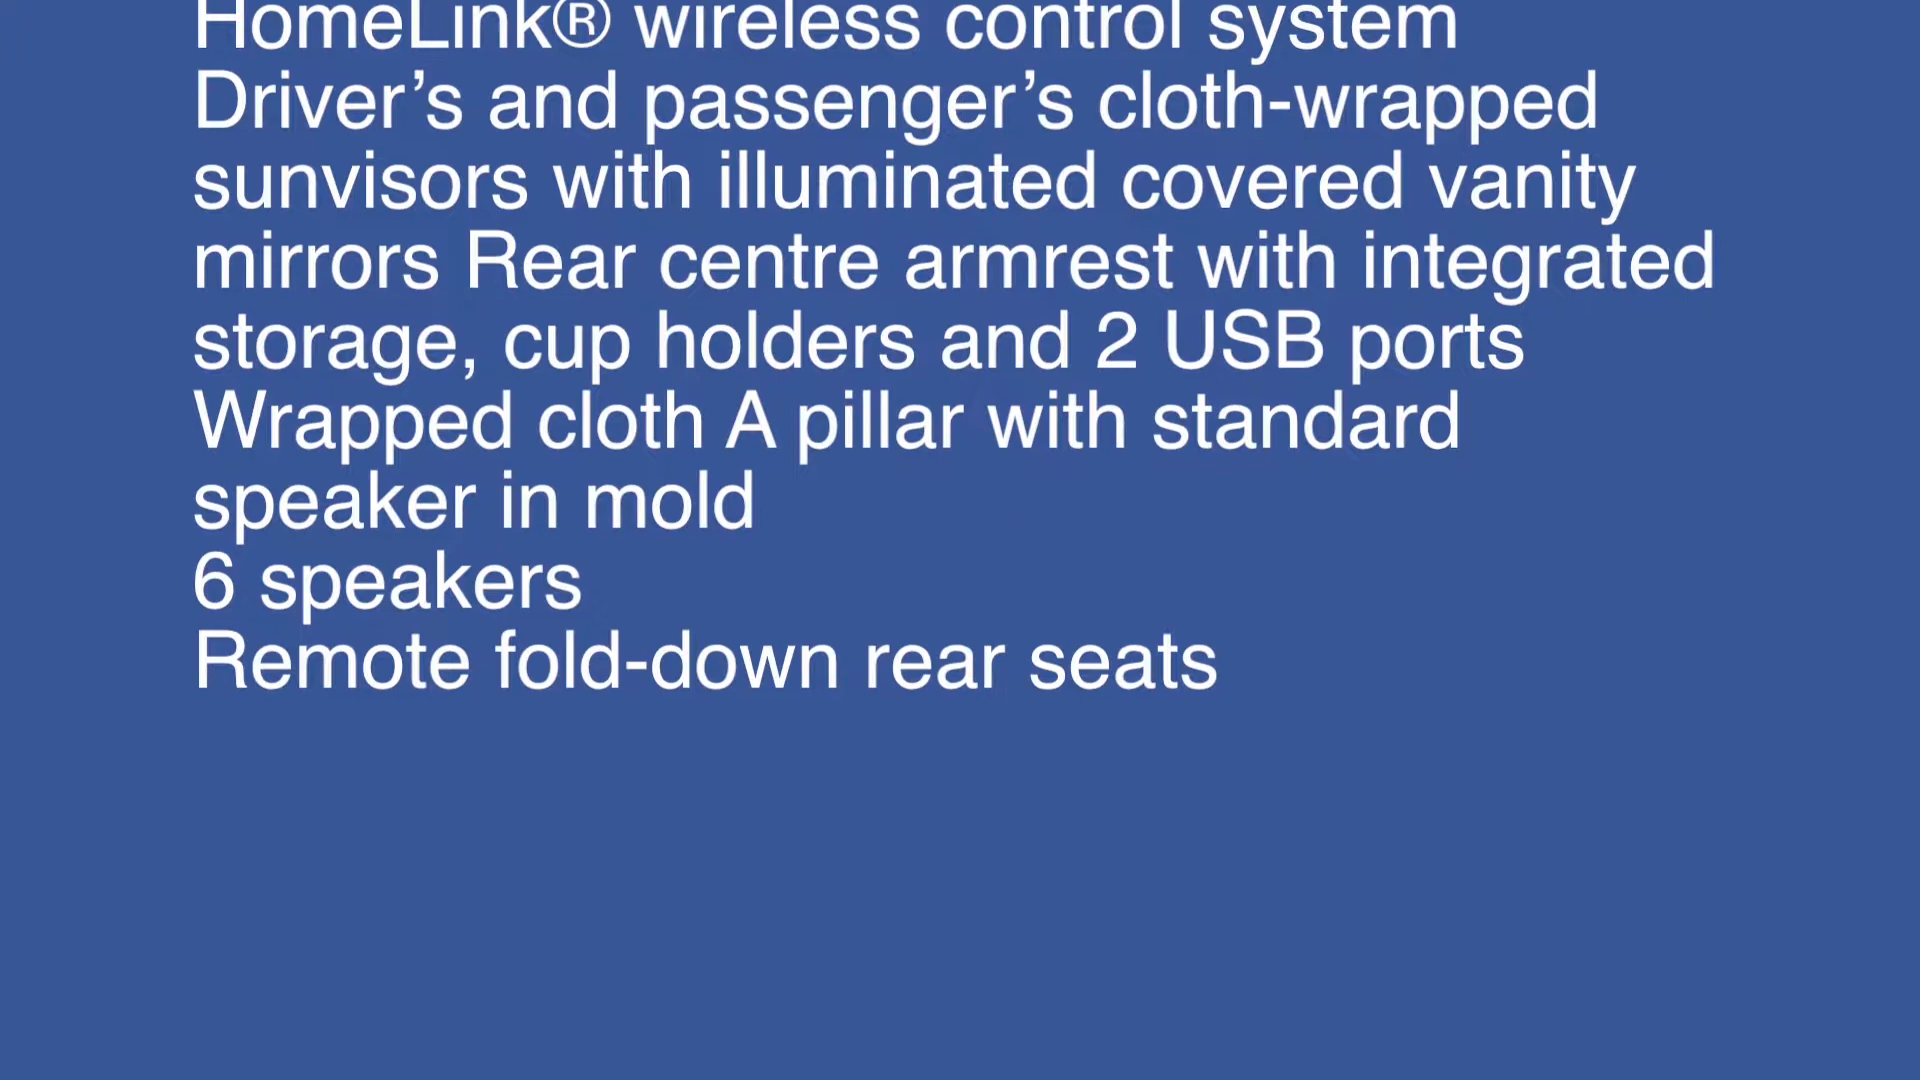 HomeLink® wireless control system
Driver’s and passenger’s cloth-wrapped
sunvisors with illuminated covered vanity
mirrors Rear centre armrest with integrated
storage, cup holders and 2 USB ports
Wrapped cloth A pillar with standard
speaker in mold
6 speakers
Remote fold-down rear seats